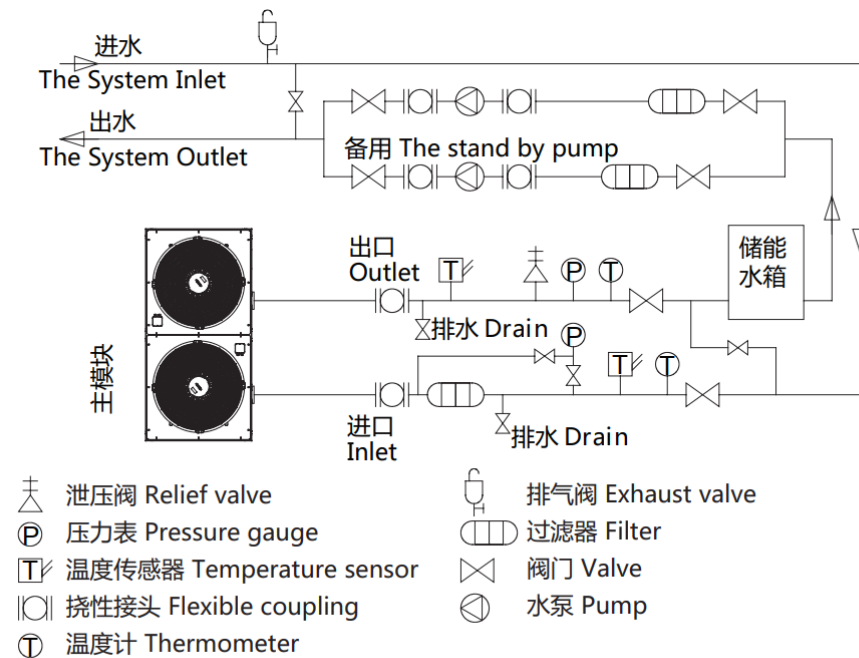 进水
The System Inlet
出水
The System Outlet
备用 The stand by pump
出口
Outlet
T
P
T
储能
水箱
排水 Drain
P
主模块
T
T
进口
Inlet
排水 Drain
泄压阀 Relief valve
排气阀 Exhaust valve
P 压力表 Pressure gauge
过滤器 Filter
T 温度传感器 Temperature sensor
阀门 Valve
挠性接头 Flexible coupling
水泵 Pump
T 温度计 Thermometer